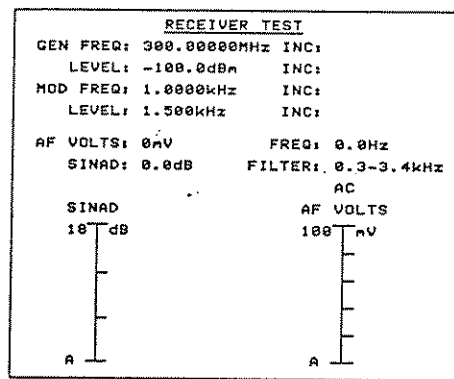 RECEIVER TEST
GEN FREQ: 300.00000MHz INC:
LEVEL: -100.0dBm INC:
MOD FREQ: 1.0000kHz INC:
LEVEL: 1.500kHz INC:
AF VOLTS: 0mV FREQ: 0.0Hz
SINAD: 0.0dB FILTER: 0.3-3.4kHz
AC
SINAD AF VOLTS
18 dB 100 mV
A A